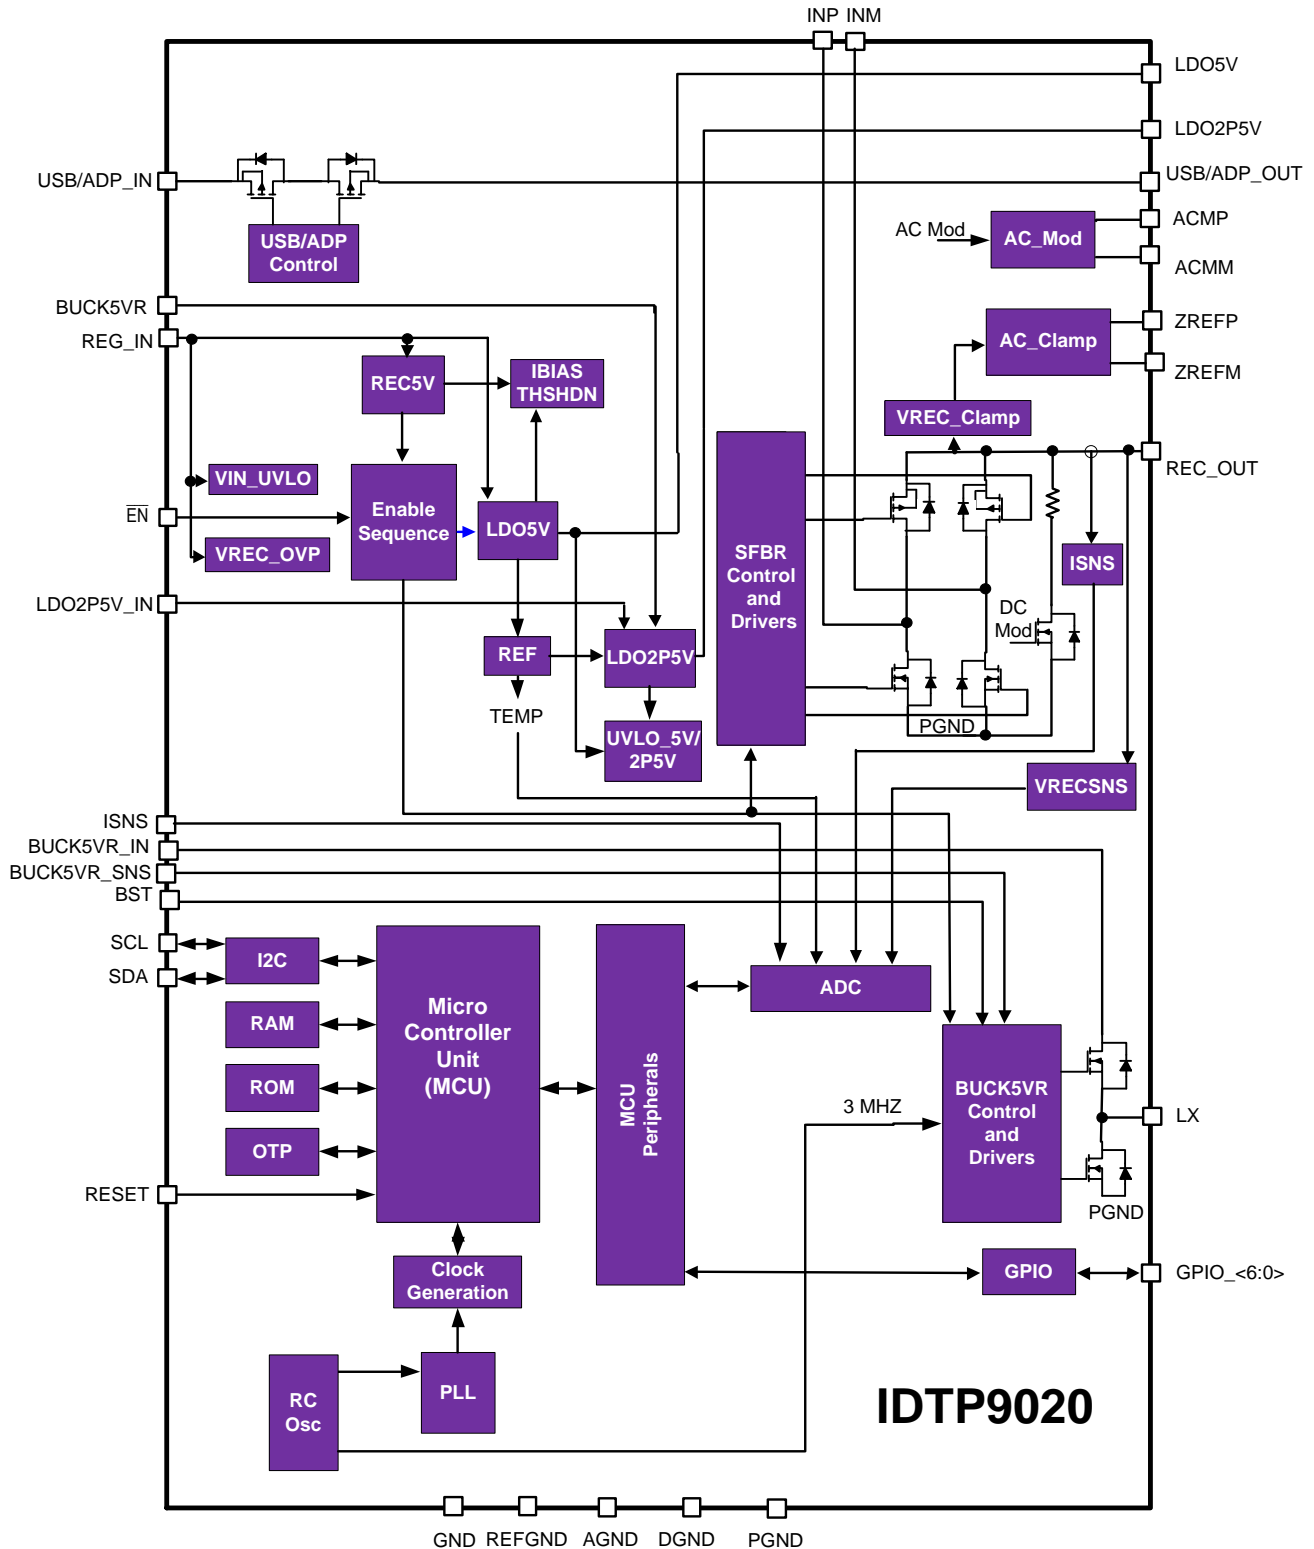 INP INM
LDO5V
LDO2P5V
USB/ADP_IN
USB/ADP_OUT
USB/ADP
Control
AC Mod
AC_Mod
ACMP
ACMM
BUCK5VR
REG_IN
REC5V
IBIAS
THSHDN
AC_Clamp
ZREFP
ZREFM
VREC_Clamp
REC_OUT
VIN_UVLO
EN
VREC_OVP
Enable
Sequence
LDO5V
SFBR
Control
and
Drivers
ISNS
DC
Mod
LDO2P5V_IN
REF
LDO2P5V
TEMP
UVLO_5V/
2P5V
PGND
VRECSNS
ISNS
BUCK5VR_IN
BUCK5VR_SNS
BST
SCL
SDA
I2C
RAM
ROM
OTP
Micro
Controller
Unit
(MCU)
MCU
Peripherals
ADC
3 MHZ
BUCK5VR
Control
and
Drivers
LX
PGND
RESET
Clock
Generation
GPIO
GPIO_<6:0>
RC
Osc
PLL
IDTP9020
GND REFGND AGND DGND PGND